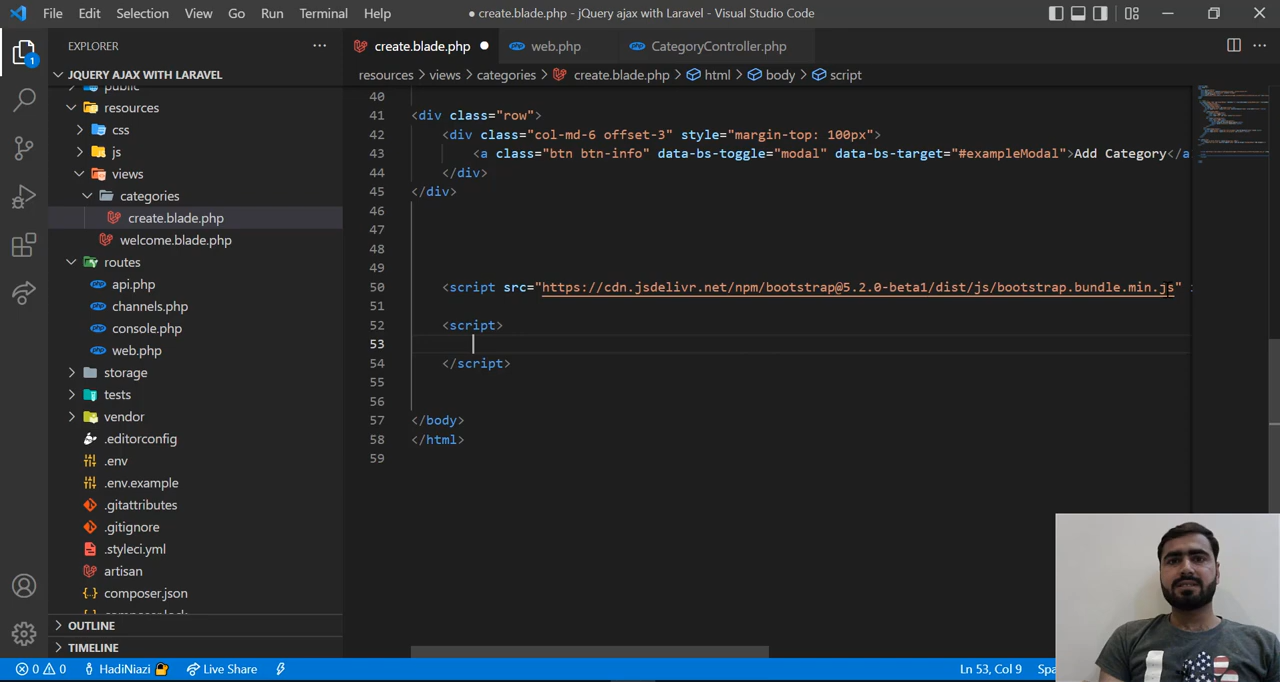 File Edit Selection View Go Run Terminal Help
● create.blade.php - jQuery ajax with Laravel - Visual Studio Code
EXPLORER
JQUERY AJAX WITH LARAVEL
public
resources
css
js
views
categories
create.blade.php
welcome.blade.php
routes
api.php
channels.php
console.php
web.php
storage
tests
vendor
.editorconfig
.env
.env.example
.gitattributes
.gitignore
.styleci.yml
artisan
composer.json
composer.lock
OUTLINE
TIMELINE
1
create.blade.php ● web.php CategoryController.php
resources > views > categories > create.blade.php > html > body > script
40
41 <div class="row">
42 <div class="col-md-6 offset-3" style="margin-top: 100px">
43 <a class="btn btn-info" data-bs-toggle="modal" data-bs-target="#exampleModal">Add Category</a
44 </div>
45 </div>
46
47
48
49
50 <script src="https://cdn.jsdelivr.net/npm/bootstrap@5.2.0-beta1/dist/js/bootstrap.bundle.min.js"
51
52 <script>
53
54 </script>
55
56
57 </body>
58 </html>
59
0 0 HadiNiazi Live Share Ln 53, Col 9 Spa